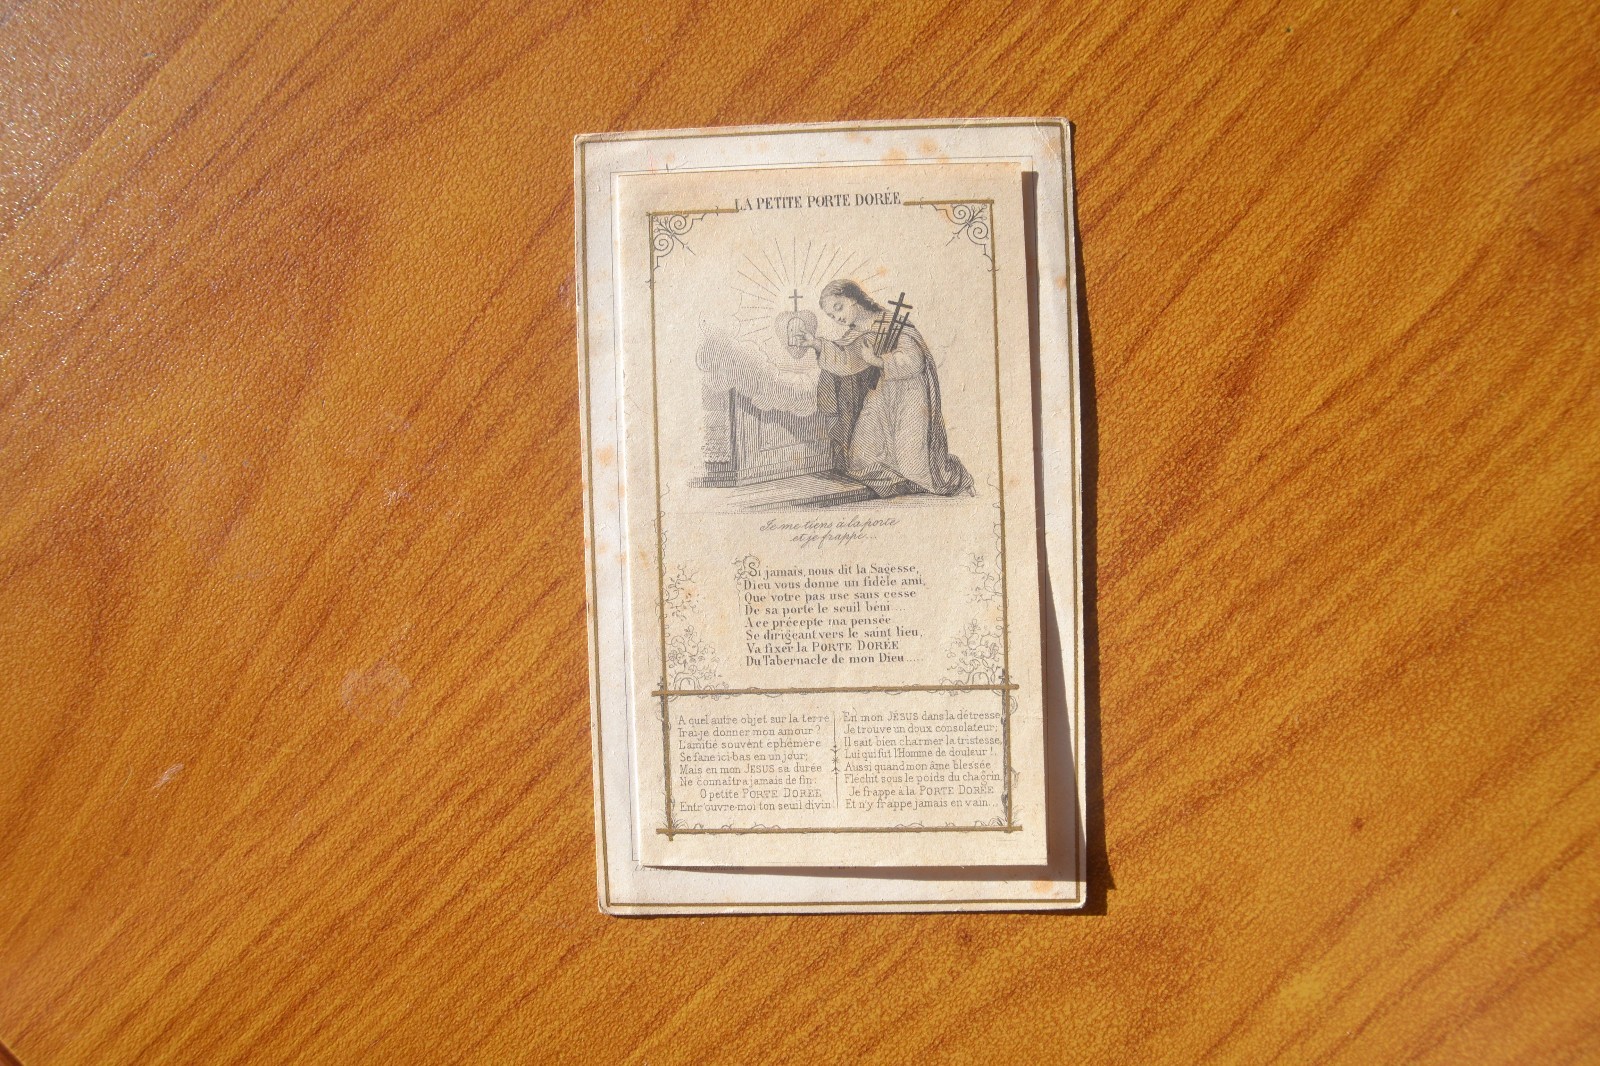 LA PETITE PORTE DORÉE
Je me tiens à la porte
et je frappe...
Si jamais, nous dit la Sagesse,
Dieu vous donne un fidèle ami,
Que votre pas use sans cesse
De sa porte le seuil béni....
A ce précepte ma pensée
Se dirigeant vers le saint lieu,
Va fixer la PORTE DORÉE
Du Tabernacle de mon Dieu.....
A quel autre objet sur la terre
Irai-je donner mon amour ?
L'amitié souvent éphémère
Se fane ici-bas en un jour;
Mais en mon JÉSUS sa durée
Ne connaîtra jamais de fin:
O petite PORTE DORÉE
Entr'ouvre-moi ton seuil divin
En mon JÉSUS dans la détresse
Je trouve un doux consolateur;
Il sait bien charmer la tristesse,
Lui qui fut l'Homme de douleur !.
Aussi quand mon âme blessée
Fléchit sous le poids du chagrin
Je frappe à la PORTE DORÉE
Et n'y frappe jamais en vain...